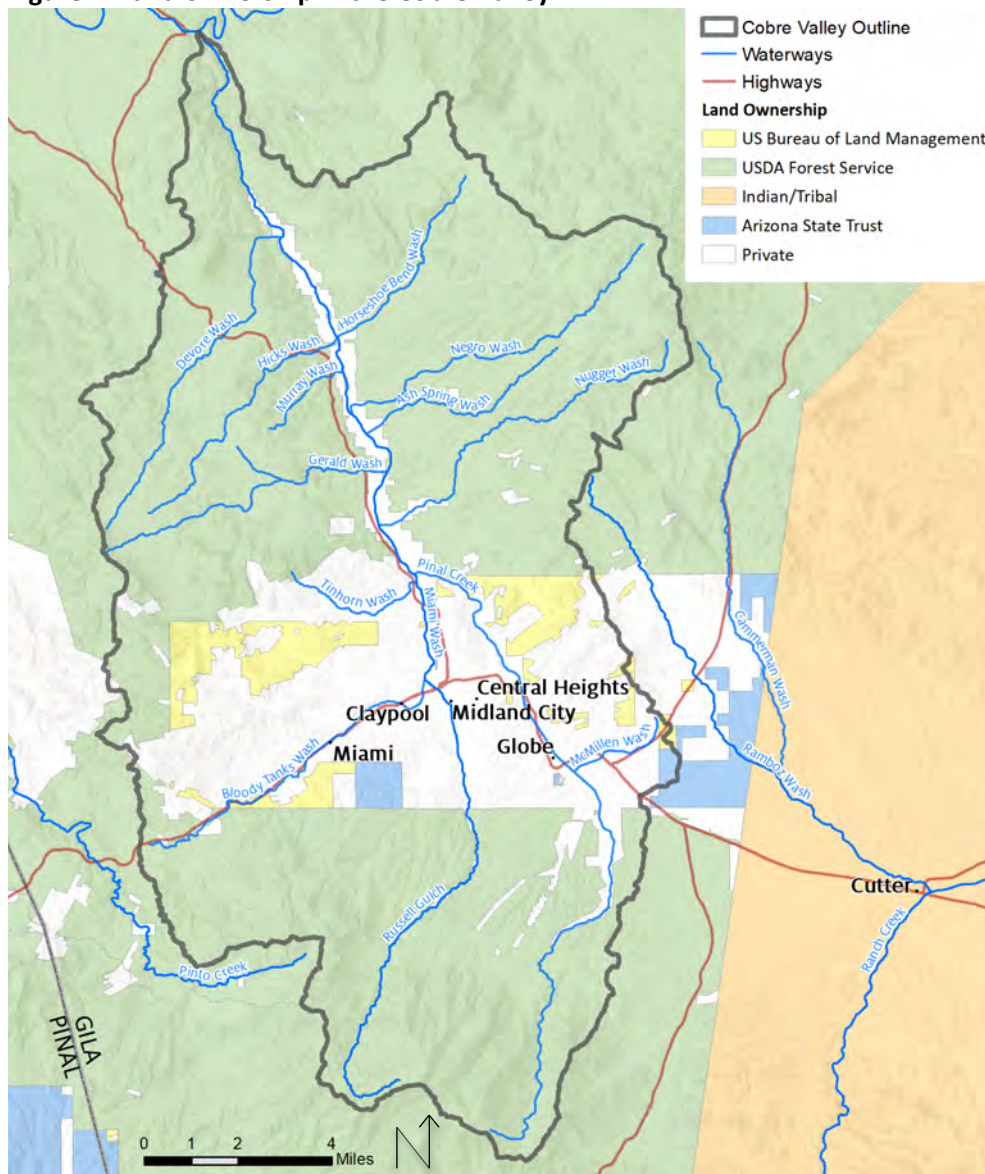 Cobre Valley Outline
Waterways
Highways
Land Ownership
US Bureau of Land Management
USDA Forest Service
Indian/Tribal
Arizona State Trust
Private
Horseshoe Bend Wash
Devore Wash
Hicks Wash
Murray Wash
Negro Wash
Ash Spring Wash
Nugget Wash
Gerald Wash
Pinal Creek
Tinhorn Wash
Miami Wash
Cammerman Wash
Central Heights
Claypool
Midland City
Miami
Globe
McMillen Wash
Bloody Tanks Wash
Ramboz Wash
Cutter
Russell Gulch
Ranch Creek
Pinto Creek
GILA
PINAL
0 1 2 4
Miles
N